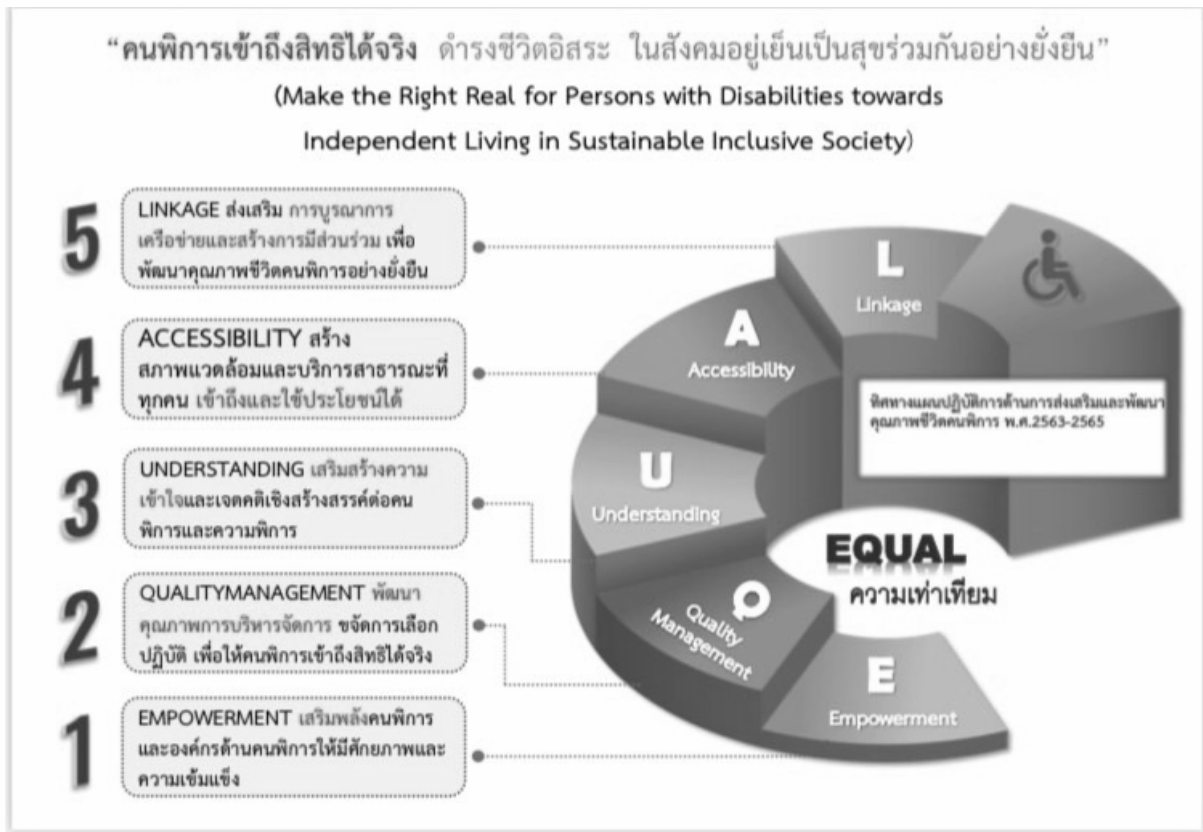 “คนพิการเข้าถึงสิทธิได้จริง ดำรงชีวิตอิสระ ในสังคมอยู่เย็นเป็นสุขร่วมกันอย่างยั่งยืน”
(Make the Right Real for Persons with Disabilities towards
Independent Living in Sustainable Inclusive Society)
5
LINKAGE ส่งเสริม การบูรณาการ
เครือข่ายและสร้างการมีส่วนร่วม เพื่อ
พัฒนาคุณภาพชีวิตคนพิการอย่างยั่งยืน
4
ACCESSIBILITY สร้าง
สภาพแวดล้อมและบริการสาธารณะที่
ทุกคน เข้าถึงและใช้ประโยชน์ได้
3
UNDERSTANDING เสริมสร้างความ
เข้าใจและเจตคติเชิงสร้างสรรค์ต่อคน
พิการและความพิการ
2
QUALITYMANAGEMENT พัฒนา
คุณภาพการบริหารจัดการ ขจัดการเลือก
ปฏิบัติ เพื่อให้คนพิการเข้าถึงสิทธิได้จริง
1
EMPOWERMENT เสริมพลังคนพิการ
และองค์กรด้านคนพิการให้มีศักยภาพและ
ความเข้มแข็ง
L
Linkage
A
Accessibility
U
Understanding
Q
Quality
Management
E
Empowerment
ทิศทางแผนปฏิบัติการด้านการส่งเสริมและพัฒนา
คุณภาพชีวิตคนพิการ พ.ศ.2563-2565
EQUAL
ความเท่าเทียม